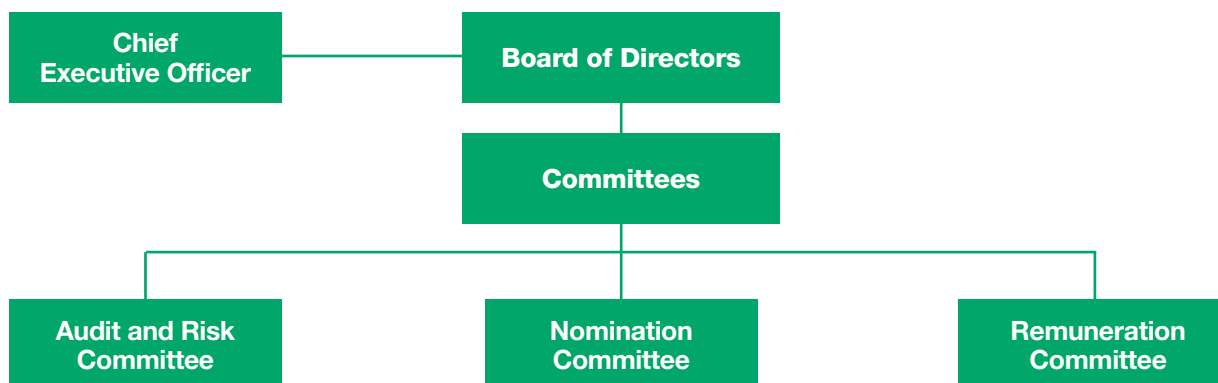 Chief
Executive Officer
Board of Directors
Committees
Audit and Risk
Committee
Nomination
Committee
Remuneration
Committee